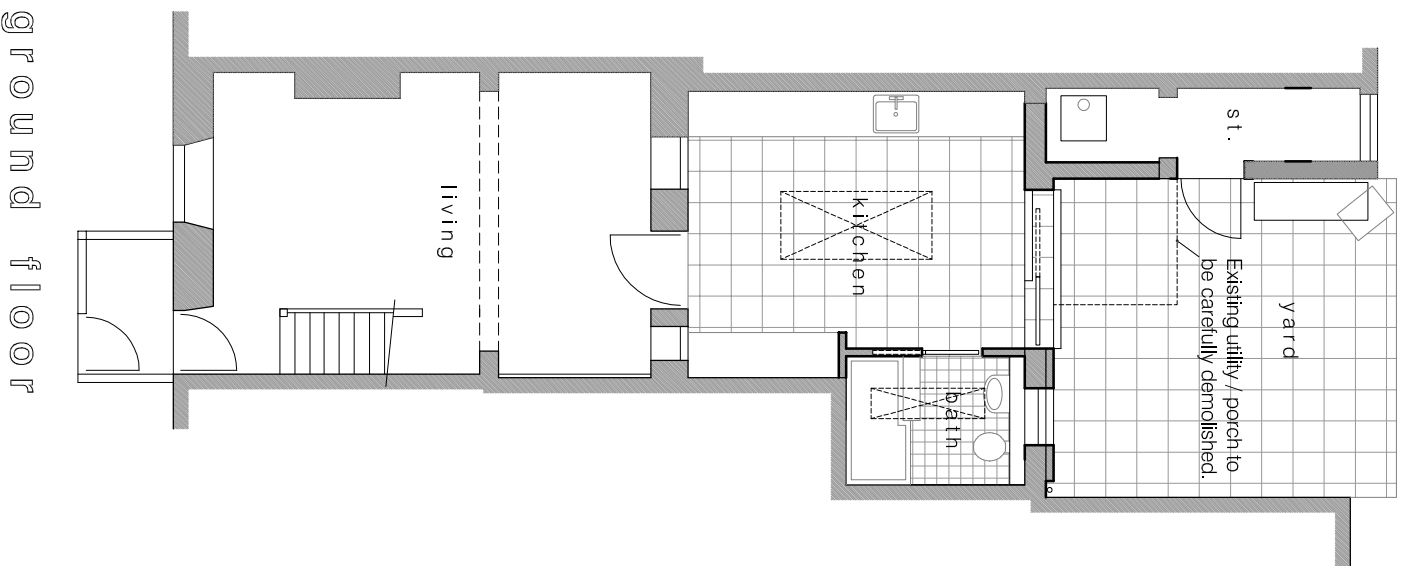 ground floor
living
kitchen
bath
st.
yard
Existing utility / porch to
be carefully demolished.